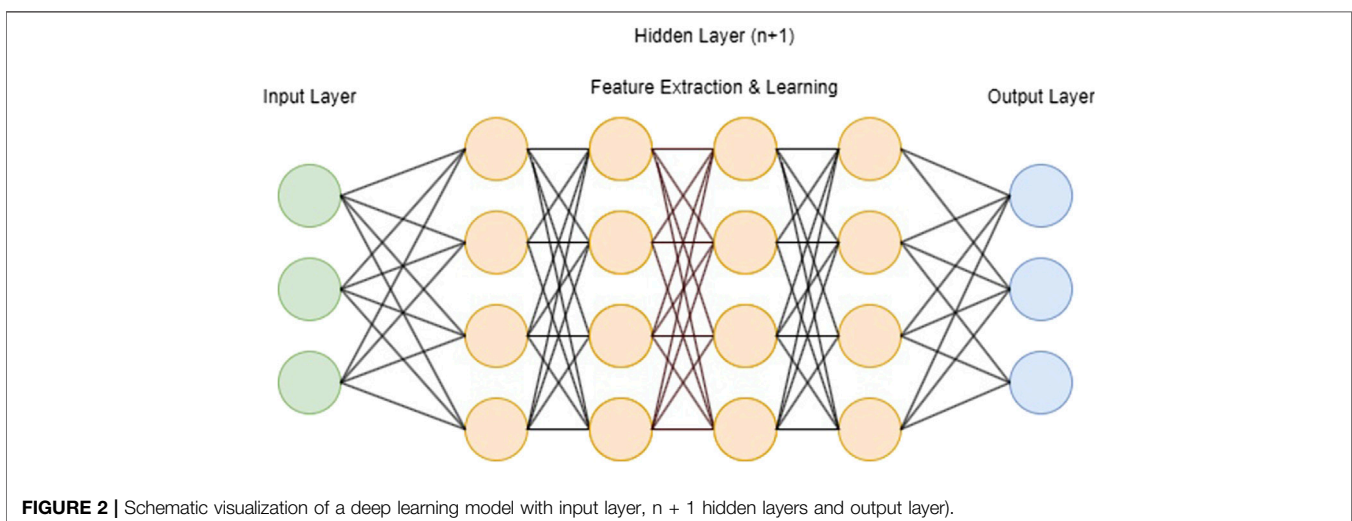 Hidden Layer (n+1)
Feature Extraction & Learning
Input Layer
Output Layer
FIGURE 2 | Schematic visualization of a deep learning model with input layer, n + 1 hidden layers and output layer).